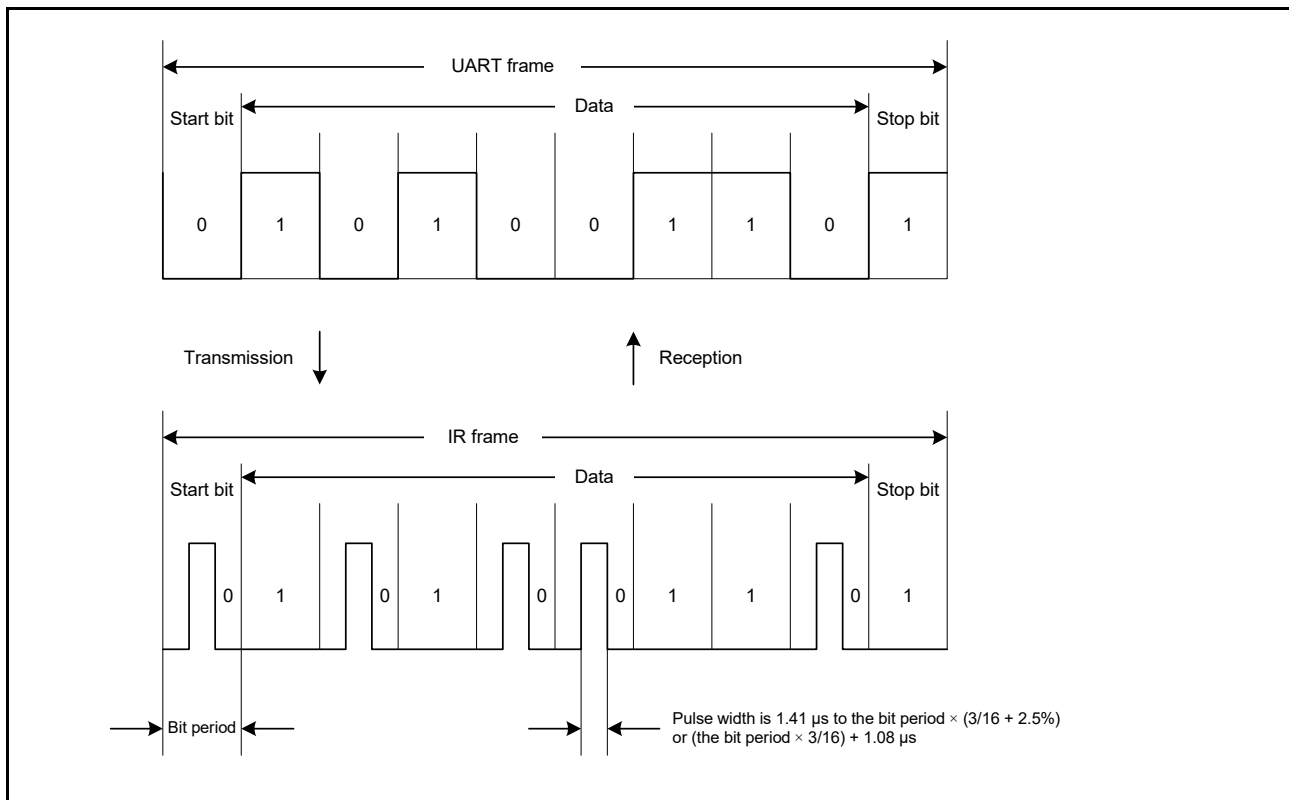 UART frame
Start bit Data Stop bit
0 1 0 1 0 0 1 1 0 1
Transmission Reception
IR frame
Start bit Data Stop bit
0 1 0 1 0 0 1 1 0 1
Bit period
Pulse width is 1.41 µs to the bit period × (3/16 + 2.5%)
or (the bit period × 3/16) + 1.08 µs